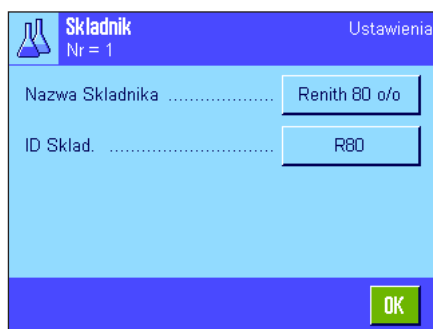 Skladnik
Ustawienia
Nr = 1
Nazwa Skladnika .................... Renith 80 o/o
ID Sklad. ............................... R80
OK